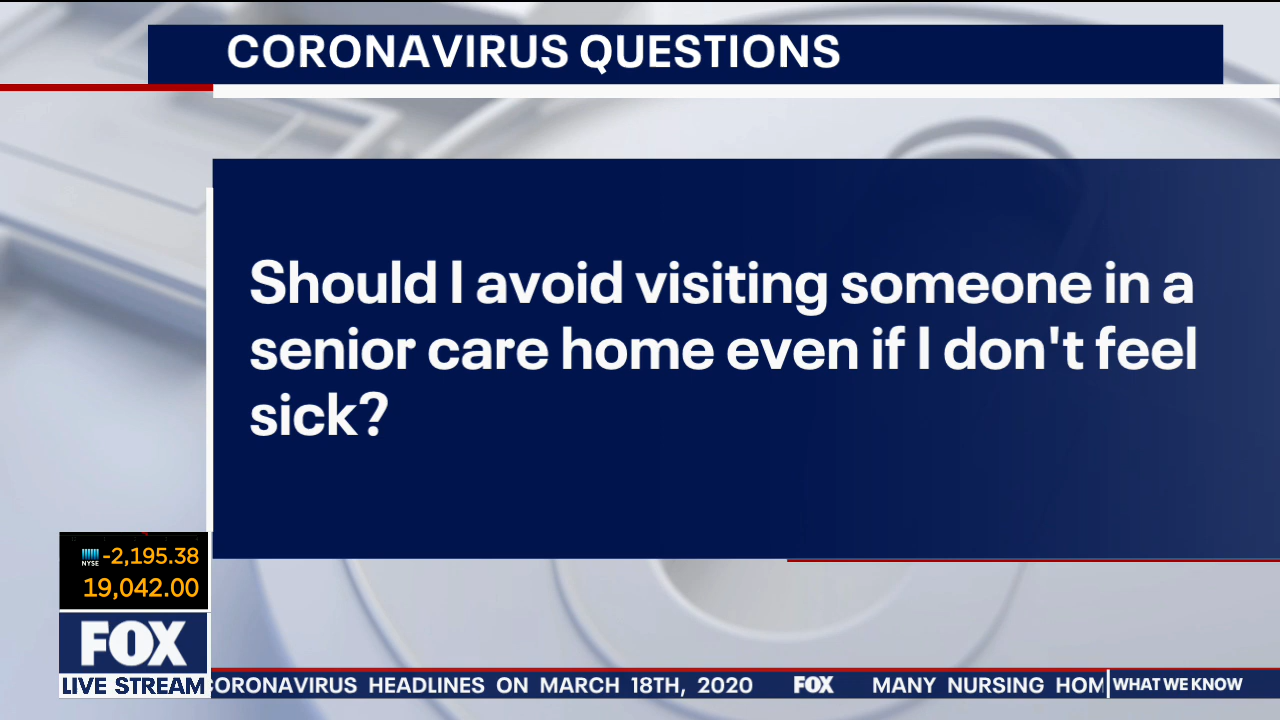 CORONAVIRUS QUESTIONS
Should I avoid visiting someone in a
senior care home even if I don't feel
sick?
NYSE -2,195.38
19,042.00
FOX
LIVE STREAM
ORONAVIRUS HEADLINES ON MARCH 18TH, 2020 FOX MANY NURSING HOM WHAT WE KNOW